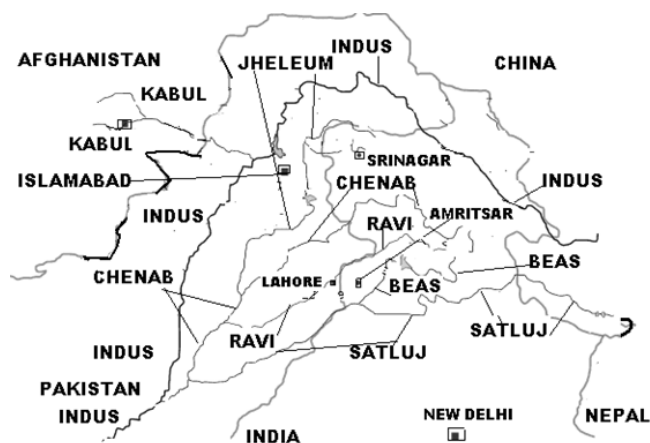 INDUS
AFGHANISTAN
JHELEUM
CHINA
KABUL
KABUL
SRINAGAR
ISLAMABAD
CHENAB
INDUS
INDUS
AMRITSAR
RAVI
BEAS
CHENAB
LAHORE
BEAS
RAVI
SATLUJ
INDUS
SATLUJ
PAKISTAN
INDUS
NEW DELHI
NEPAL
INDIA